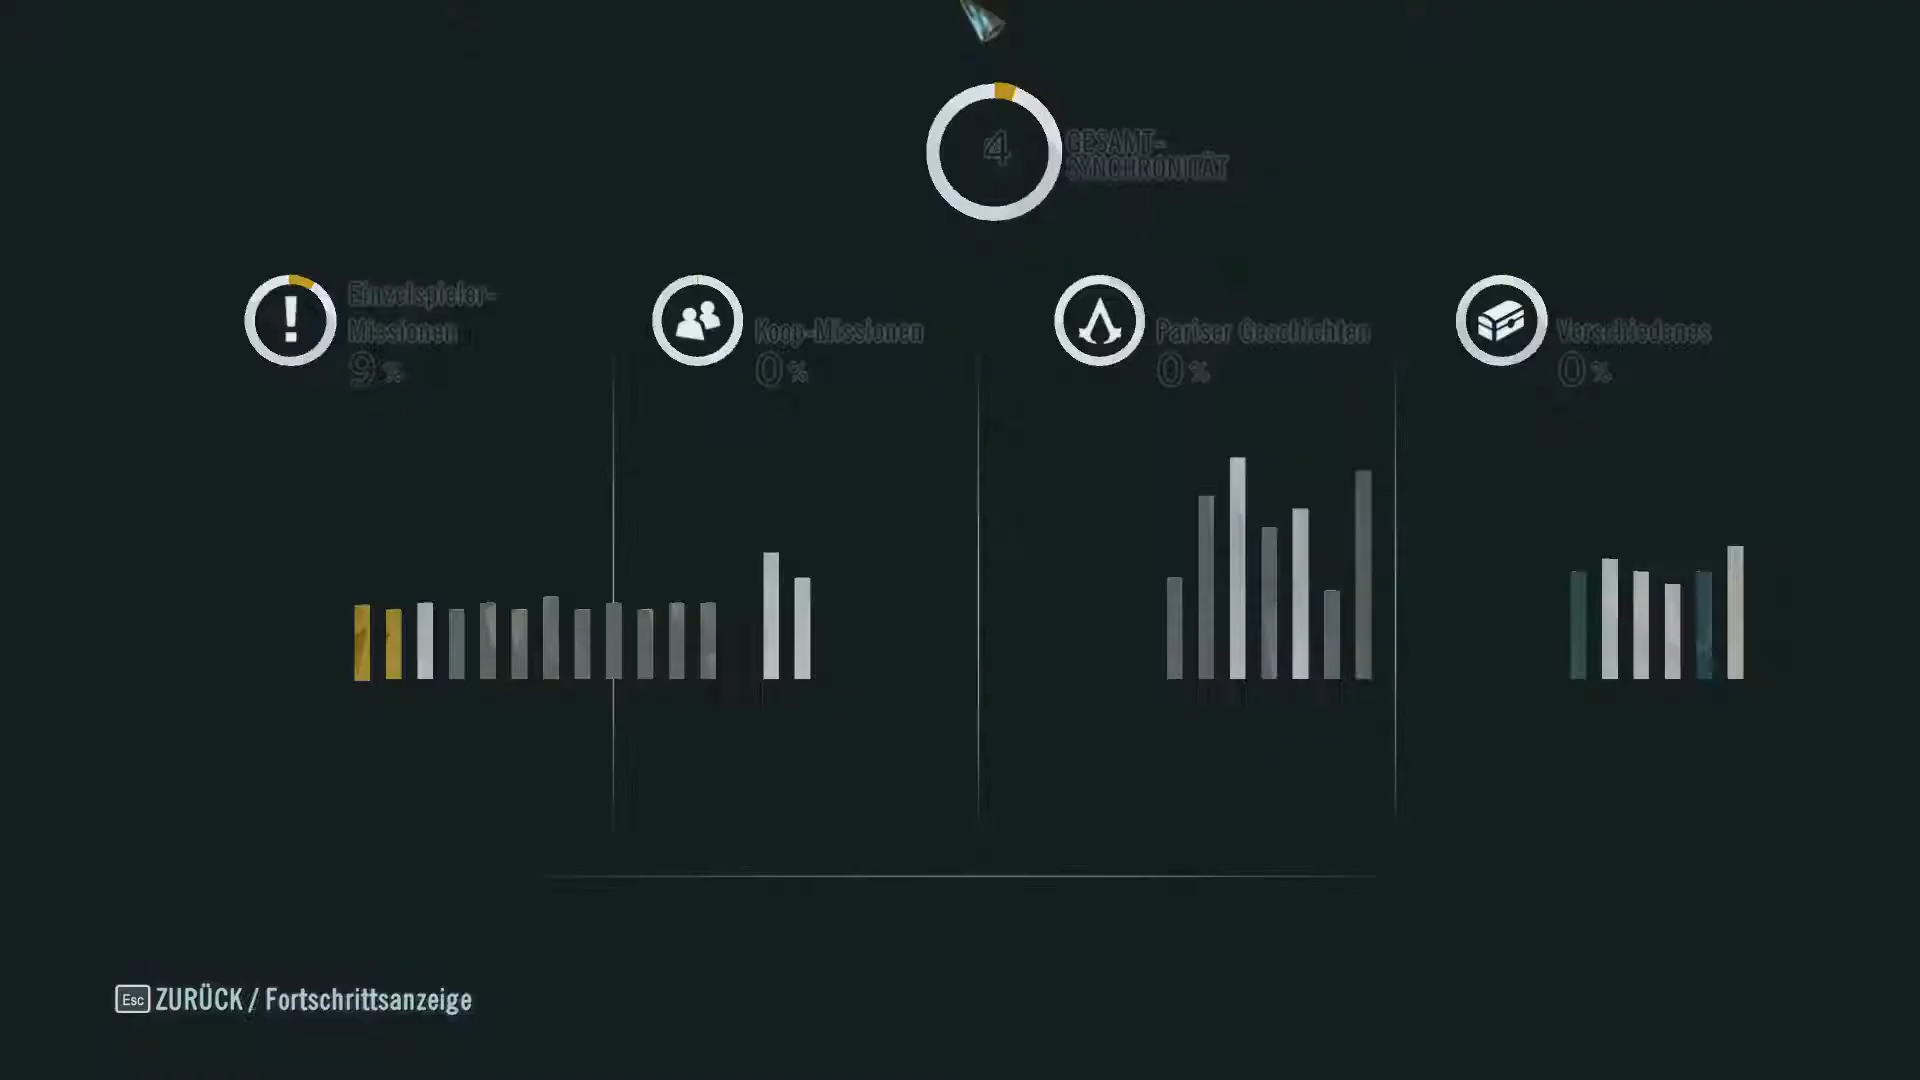 4
GESAMT-
SYNCHRONITÄT
Einzelspieler-
Missionen
9 %
Koop-Missionen
0 %
Pariser Geschichten
0 %
Verschiedenes
0 %
Esc ZURÜCK / Fortschrittsanzeige